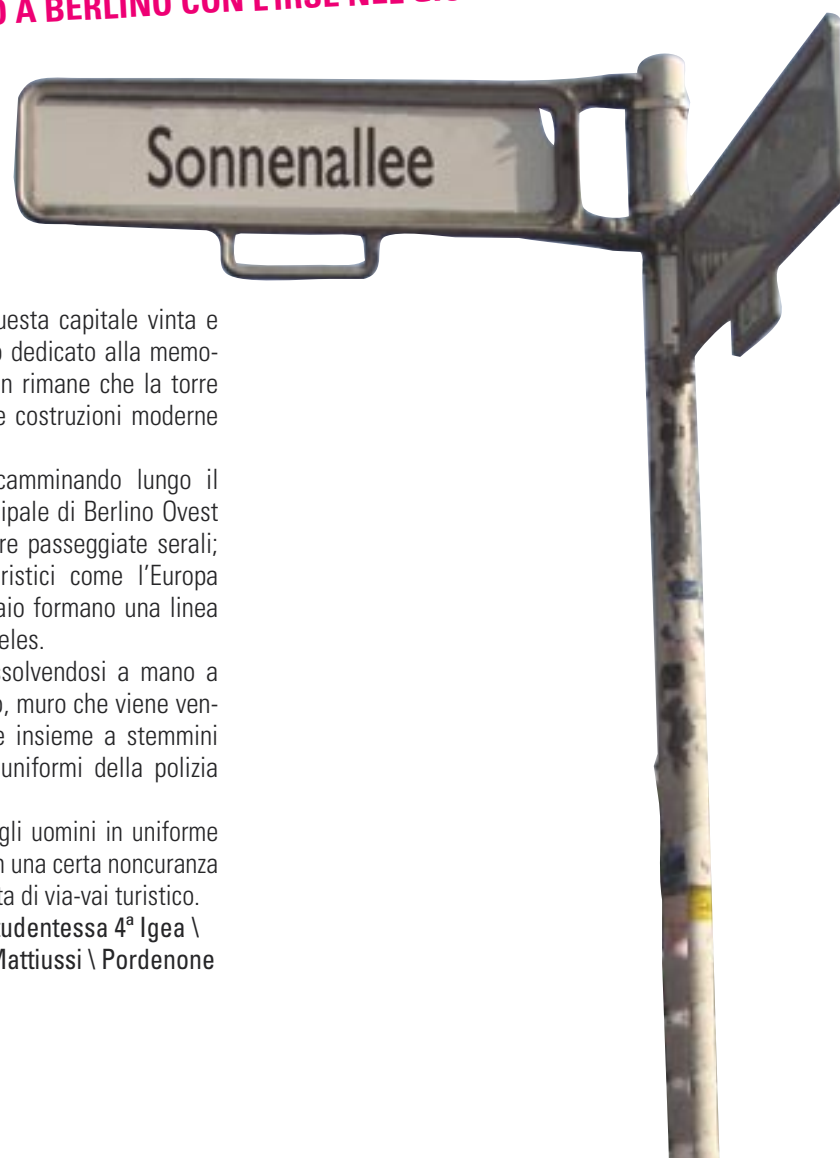 A BERLINO CON L'IRSE NEL
Sonnenallee
uesta capitale vinta e
o dedicato alla memo-
n rimane che la torre
e costruzioni moderne
camminando lungo il
ipale di Berlino Ovest
re passeggiate serali;
ristici come l'Europa
aio formano una linea
eles.
ssolvendosi a mano a
o, muro che viene ven-
e insieme a stemmini
uniformi della polizia
gli uomini in uniforme
n una certa noncuranza
ta di via-vai turistico.
tudentessa 4ª Igea \
Mattiussi \ Pordenone